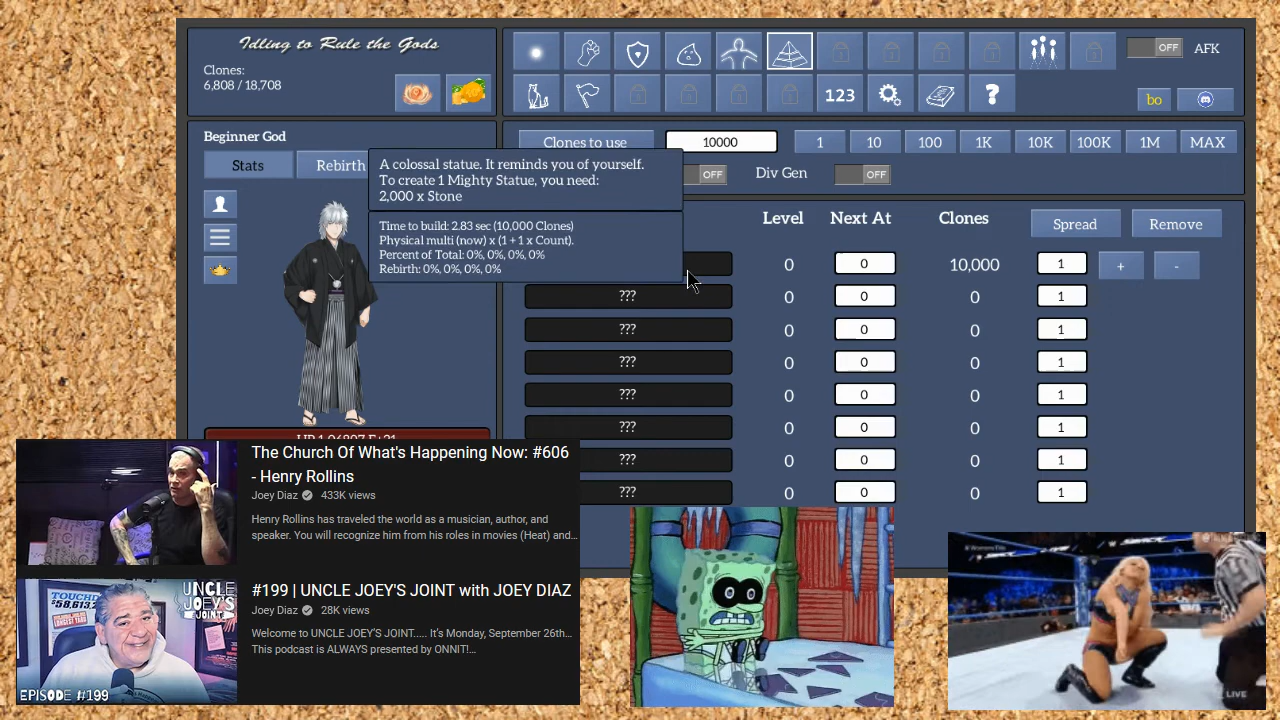 Idling to Rule the Gods
Clones:
6,808 / 18,708
OFF
AFK
123
?
bo
Beginner God
Stats
Rebirth
Clones to use
10000
1
10
100
1K
10K
100K
1M
MAX
OFF
Div Gen
OFF
A colossal statue. It reminds you of yourself.
To create 1 Mighty Statue, you need:
2,000 x Stone
Time to build: 2.83 sec (10,000 Clones)
Physical multi (now) x (1 + 1 x Count).
Percent of Total: 0%, 0%, 0%, 0%
Rebirth: 0%, 0%, 0%, 0%
Level
Next At
Clones
Spread
Remove
0
0
10,000
1
+
-
???
0
0
0
1
???
0
0
0
1
???
0
0
0
1
???
0
0
0
1
???
0
0
0
1
???
0
0
0
1
???
0
0
0
1
The Church Of What's Happening Now: #606
- Henry Rollins
Joey Diaz
433K views
Henry Rollins has traveled the world as a musician, author, and
speaker. You will recognize him from his roles in movies (Heat) and...
TOUCHD
$58,613,2
UNCLE
JOEY'S
JOINT
EPISODE #199
#199 | UNCLE JOEY'S JOINT with JOEY DIAZ
Joey Diaz
28K views
Welcome to UNCLE JOEY'S JOINT..... It's Monday, September 26th...
This podcast is ALWAYS presented by ONNIT!...
LIVE